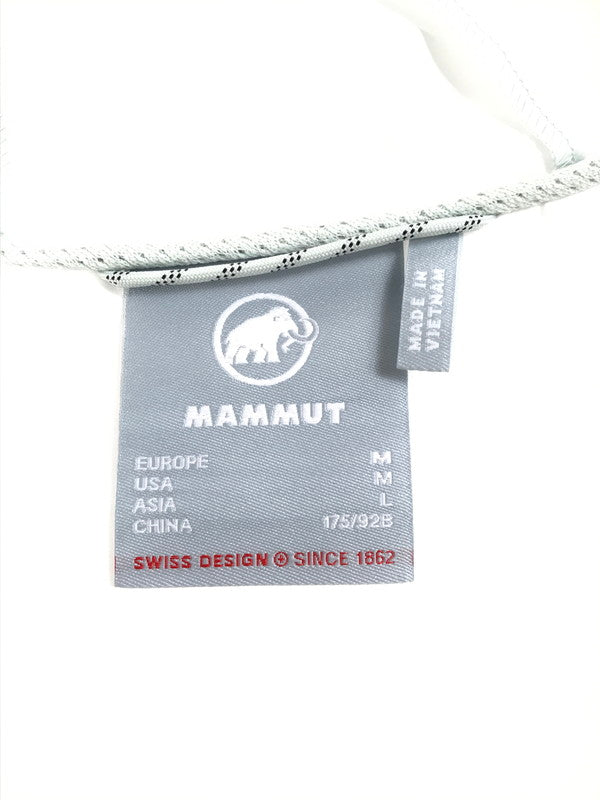 MADE IN
VIETNAM
MAMMUT
EUROPE M
USA M
ASIA L
CHINA 175/92B
SWISS DESIGN SINCE 1862